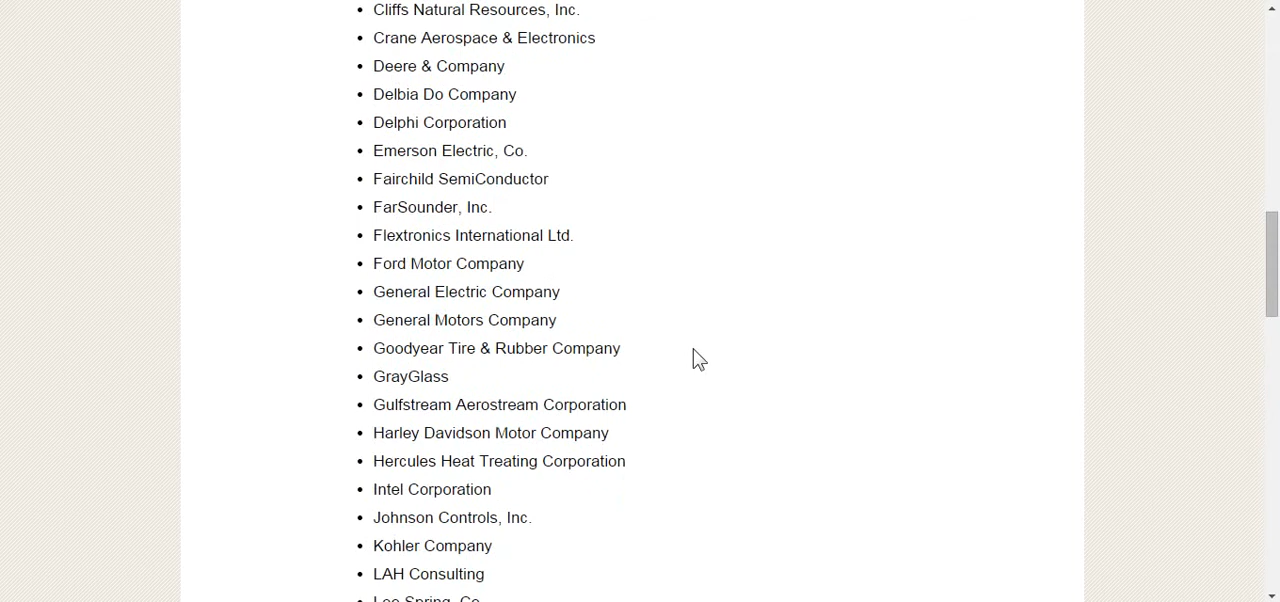 Cliffs Natural Resources, Inc.
Crane Aerospace & Electronics
Deere & Company
Delbia Do Company
Delphi Corporation
Emerson Electric, Co.
Fairchild SemiConductor
FarSounder, Inc.
Flextronics International Ltd.
Ford Motor Company
General Electric Company
General Motors Company
Goodyear Tire & Rubber Company
GrayGlass
Gulfstream Aerostream Corporation
Harley Davidson Motor Company
Hercules Heat Treating Corporation
Intel Corporation
Johnson Controls, Inc.
Kohler Company
LAH Consulting
Lee Spring, Co.